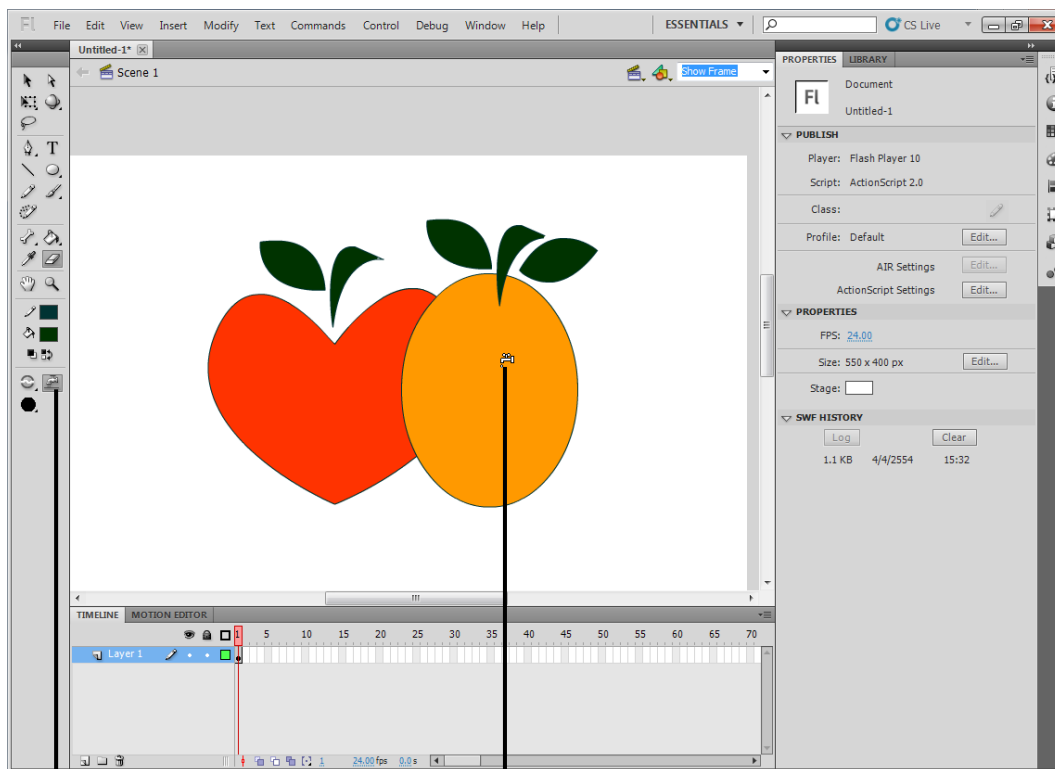 Fl File Edit View Insert Modify Text Commands Control Debug Window Help ESSENTIALS CS Live
Untitled-1*
Scene 1 Show Frame
PROPERTIES LIBRARY
Fl Document
Untitled-1
PUBLISH
Player: Flash Player 10
Script: ActionScript 2.0
Class:
Profile: Default Edit...
AIR Settings Edit...
ActionScript Settings Edit...
PROPERTIES
FPS: 24.00
Size: 550 x 400 px Edit...
Stage:
SWF HISTORY
Log Clear
1.1 KB 4/4/2554 15:32
T
TIMELINE MOTION EDITOR
1 5 10 15 20 25 30 35 40 45 50 55 60 65 70
Layer 1
1 24.00 fps 0.0 s